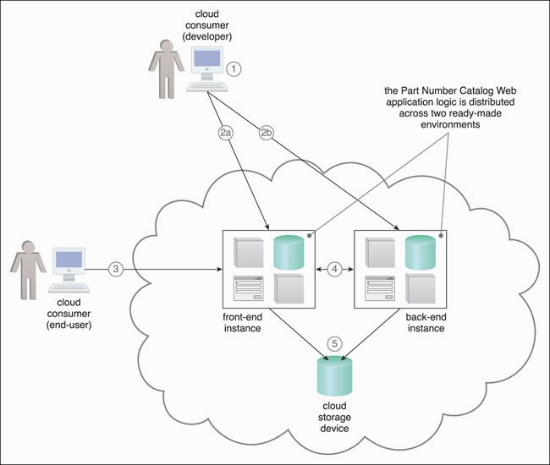 cloud
consumer
(developer)
1
2a
2b
the Part Number Catalog Web
application logic is distributed
across two ready-made
environments
3
4
cloud
consumer
(end-user)
front-end
instance
back-end
instance
5
cloud
storage
device